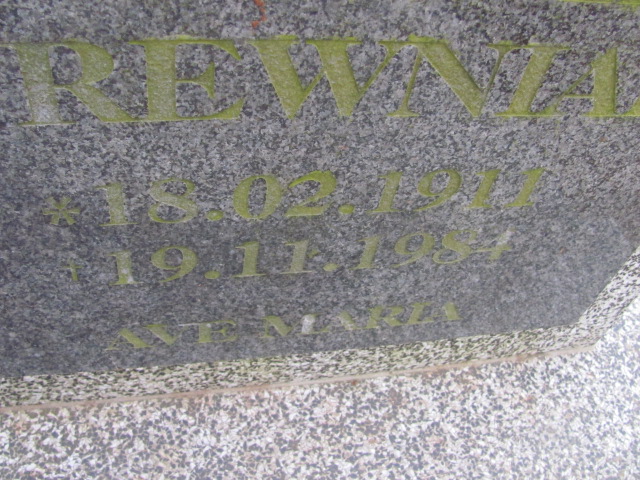 REWNIA
* 18.02.1911
† 19.11.1984
AVE MARIA